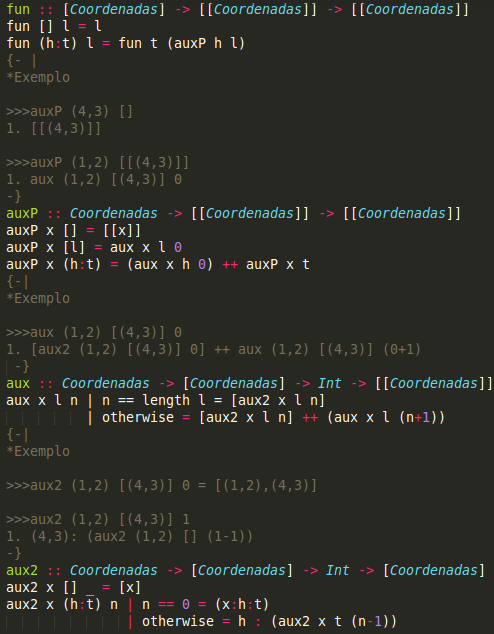 fun :: [Coordenadas] -> [[Coordenadas]] -> [[Coordenadas]]
fun [] l = l
fun (h:t) l = fun t (auxP h l)
{- |
*Exemplo

>>>auxP (4,3) []
1. [[(4,3)]]

>>>auxP (1,2) [[(4,3)]]
1. aux (1,2) [(4,3)] 0
-}
auxP :: Coordenadas -> [[Coordenadas]] -> [[Coordenadas]]
auxP x [] = [[x]]
auxP x [l] = aux x l 0
auxP x (h:t) = (aux x h 0) ++ auxP x t
{-|
*Exemplo

>>>aux (1,2) [(4,3)] 0
1. [aux2 (1,2) [(4,3)] 0] ++ aux (1,2) [(4,3)] (0+1)
-}
aux :: Coordenadas -> [Coordenadas] -> Int -> [[Coordenadas]]
aux x l n | n == length l = [aux2 x l n]
| otherwise = [aux2 x l n] ++ (aux x l (n+1))
{-|
*Exemplo

>>>aux2 (1,2) [(4,3)] 0 = [(1,2),(4,3)]

>>>aux2 (1,2) [(4,3)] 1
1. (4,3): (aux2 (1,2) [] (1-1))
-}
aux2 :: Coordenadas -> [Coordenadas] -> Int -> [Coordenadas]
aux2 x [] _ = [x]
aux2 x (h:t) n | n == 0 = (x:h:t)
| otherwise = h : (aux2 x t (n-1))